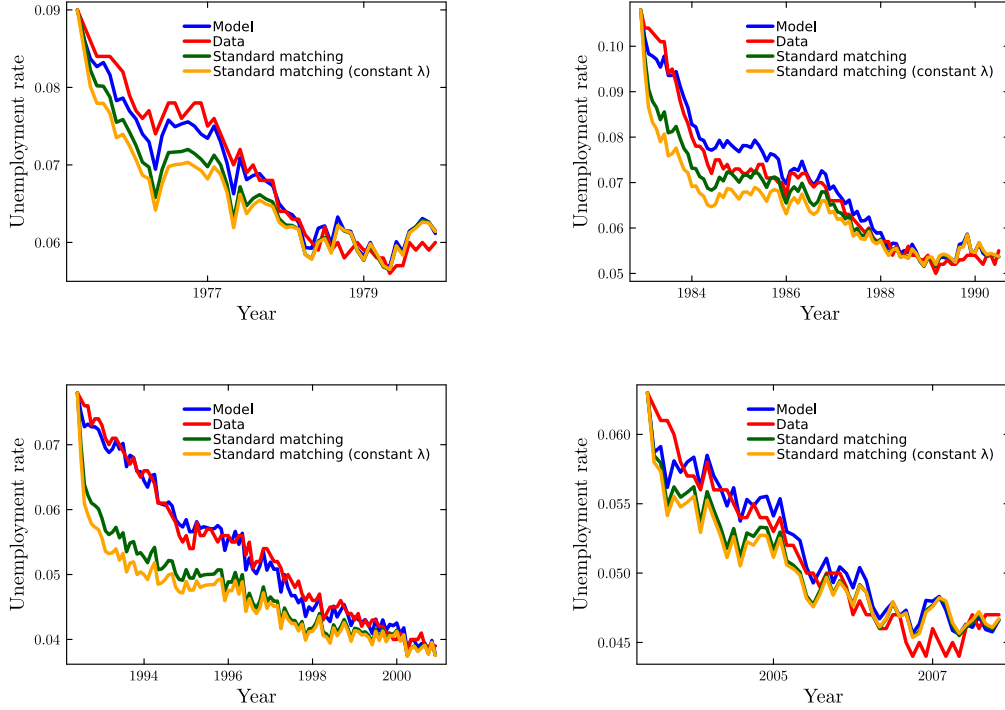 Unemployment rate
0.09
0.08
0.07
0.06
Model
Data
Standard matching
Standard matching (constant λ)
1977
1979
Year
Unemployment rate
0.10
0.09
0.08
0.07
0.06
0.05
Model
Data
Standard matching
Standard matching (constant λ)
1984
1986
1988
1990
Year
Unemployment rate
0.07
0.06
0.05
0.04
Model
Data
Standard matching
Standard matching (constant λ)
1994
1996
1998
2000
Year
Unemployment rate
0.060
0.055
0.050
0.045
Model
Data
Standard matching
Standard matching (constant λ)
2005
2007
Year